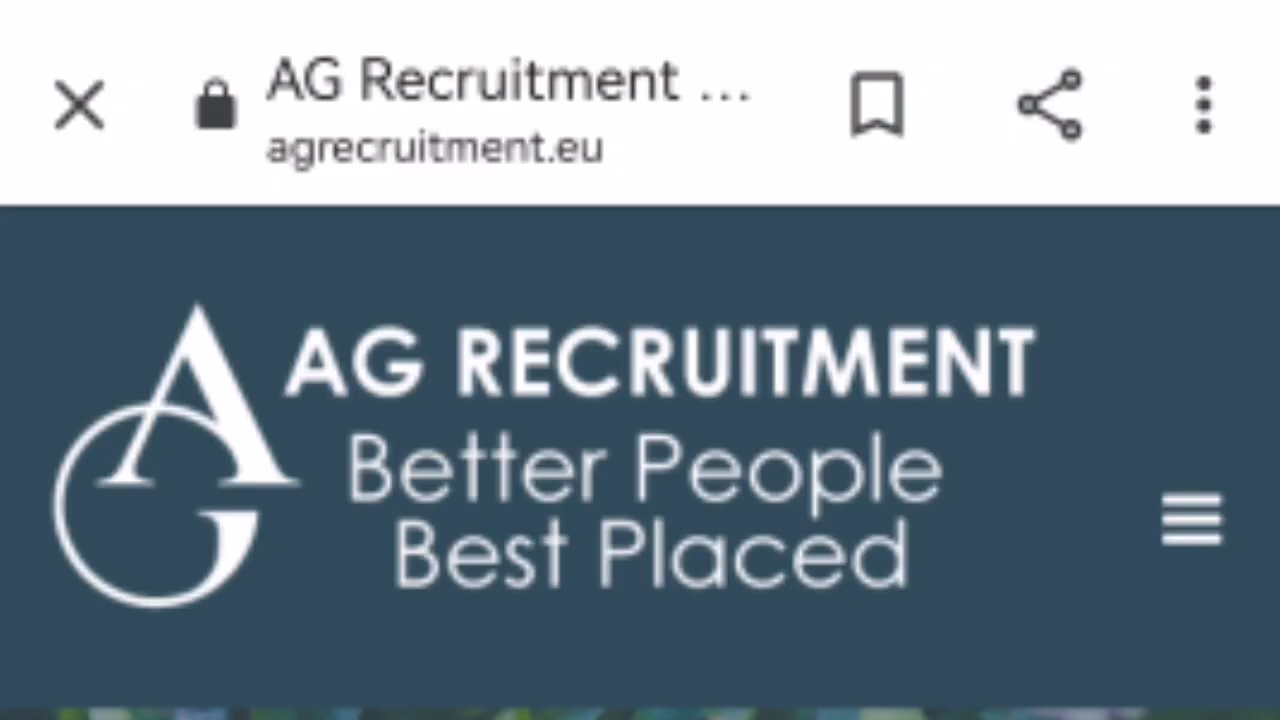 AG Recruitment ...
agrecruitment.eu
AG RECRUITMENT
Better People
Best Placed